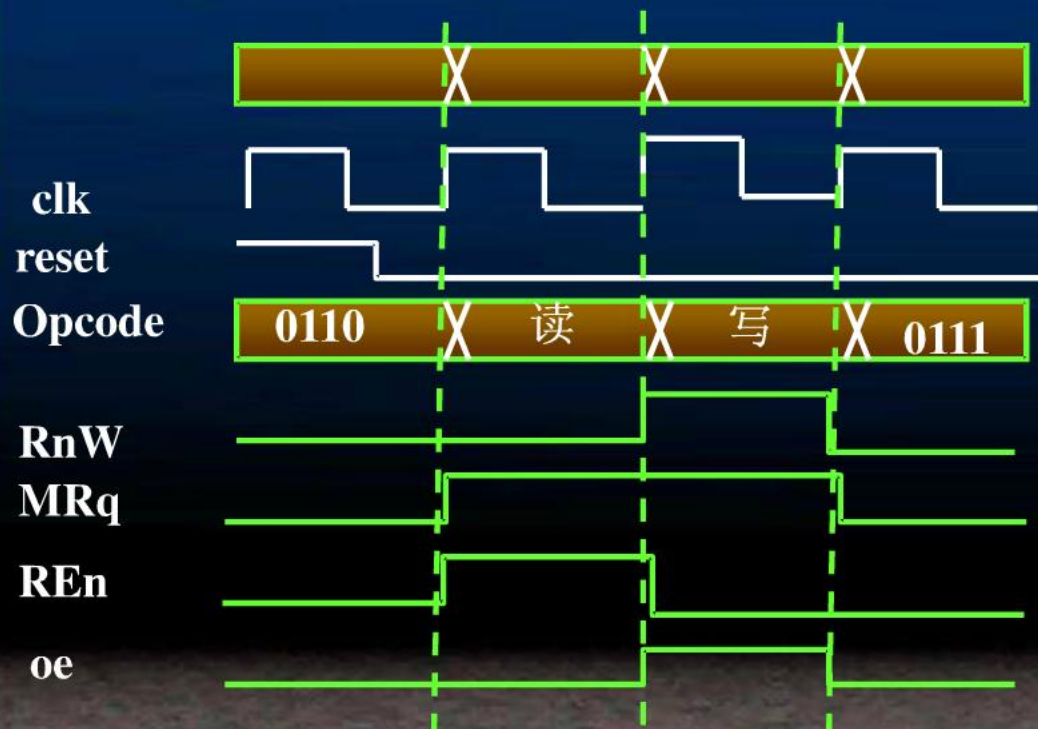 clk
reset
Opcode 0110 读 写 0111
RnW
MRq
REn
oe